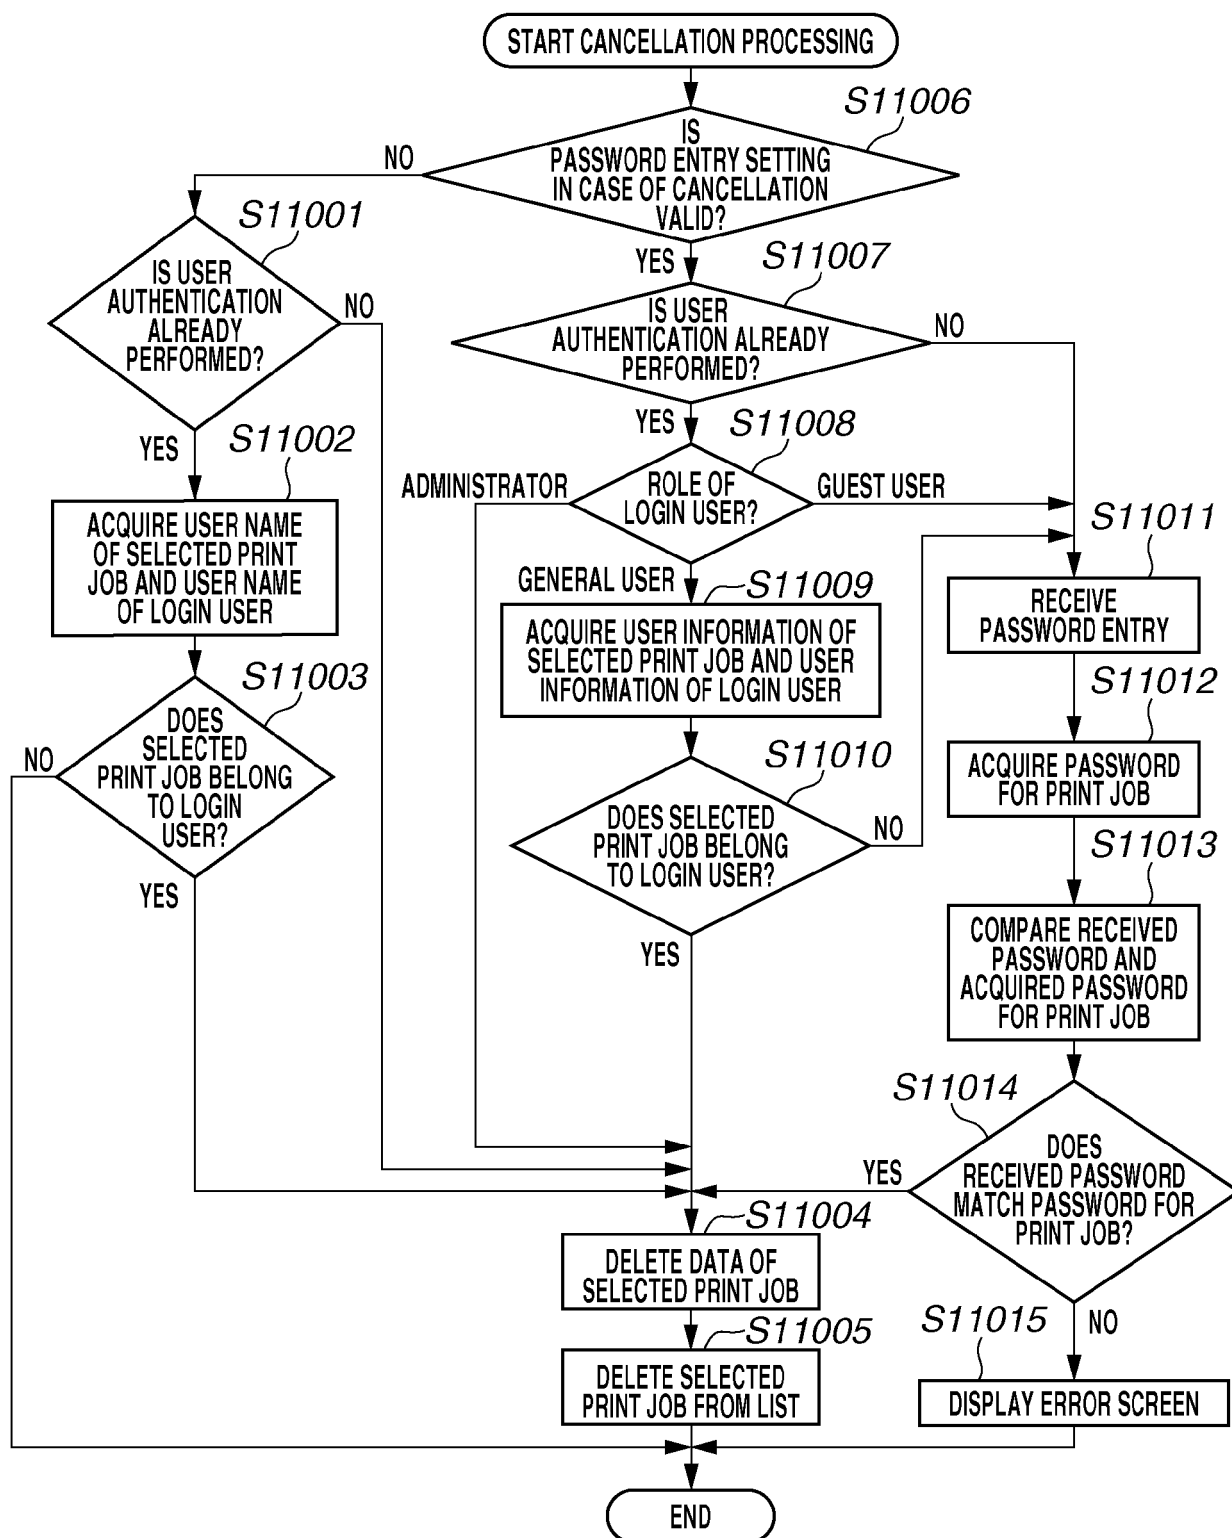 START CANCELLATION PROCESSING
S11006
IS
PASSWORD ENTRY SETTING
IN CASE OF CANCELLATION
VALID?
NO
YES
S11001
IS USER
AUTHENTICATION
ALREADY
PERFORMED?
NO
YES
S11002
ACQUIRE USER NAME
OF SELECTED PRINT
JOB AND USER NAME
OF LOGIN USER
S11003
DOES
SELECTED
PRINT JOB BELONG
TO LOGIN
USER?
NO
YES
S11007
IS USER
AUTHENTICATION ALREADY
PERFORMED?
NO
YES
S11008
ROLE OF
LOGIN USER?
ADMINISTRATOR
GUEST USER
GENERAL USER
S11009
ACQUIRE USER INFORMATION OF
SELECTED PRINT JOB AND USER
INFORMATION OF LOGIN USER
S11010
DOES SELECTED
PRINT JOB BELONG
TO LOGIN USER?
NO
YES
S11011
RECEIVE
PASSWORD ENTRY
S11012
ACQUIRE PASSWORD
FOR PRINT JOB
S11013
COMPARE RECEIVED
PASSWORD AND
ACQUIRED PASSWORD
FOR PRINT JOB
S11014
DOES
RECEIVED PASSWORD
MATCH PASSWORD FOR
PRINT JOB?
YES
NO
S11004
DELETE DATA OF
SELECTED PRINT JOB
S11005
DELETE SELECTED
PRINT JOB FROM LIST
S11015
DISPLAY ERROR SCREEN
END